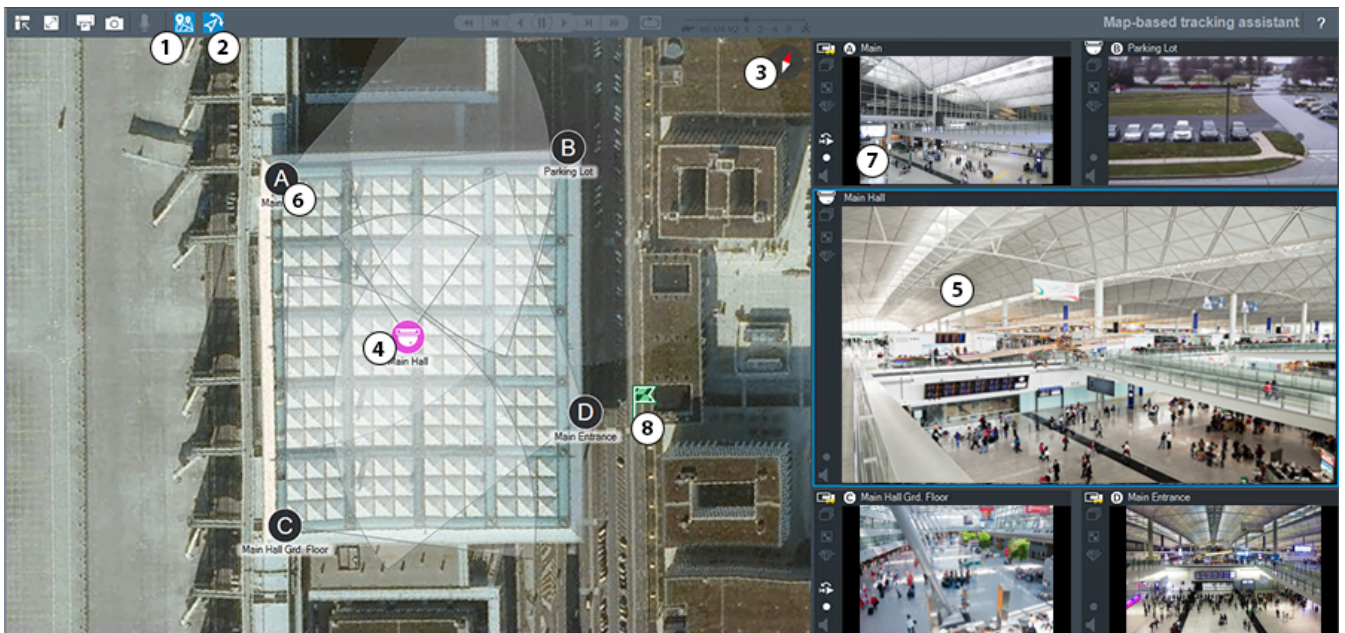 Map-based tracking assistant ?
1
2
3
A Main
B Parking Lot
7
A
6
Main
B
Parking Lot
Main Hall
5
4
Main Hall
D
Main Entrance
8
C
Main Hall Grd. Floor
C Main Hall Grd. Floor
D Main Entrance